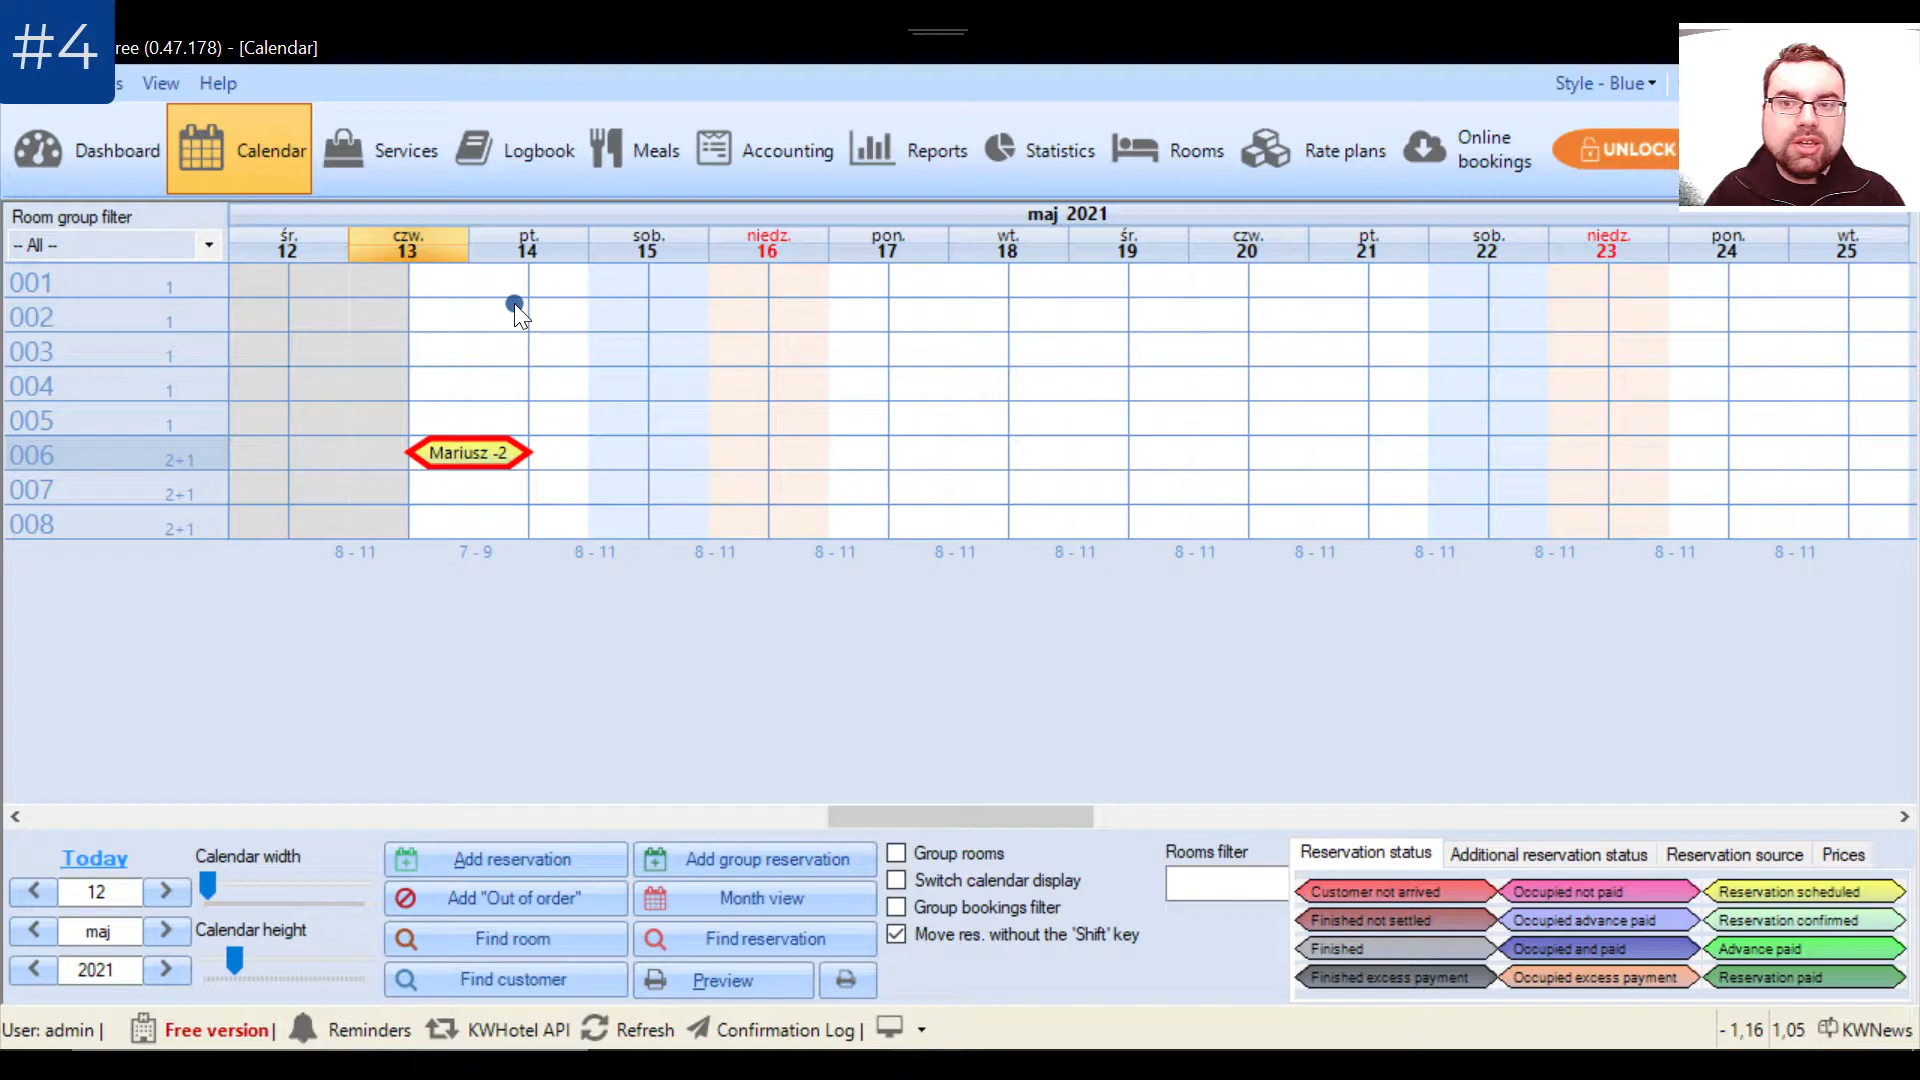 #4
ree (0.47.178) - [Calendar]
s View Help
Style - Blue
Dashboard
Calendar
Services
Logbook
Meals
Accounting
Reports
Statistics
Rooms
Rate plans
Online
bookings
UNLOCK
Room group filter
-- All --
maj 2021
śr. czw. pt. sob. niedz. pon. wt. śr. czw. pt. sob. niedz. pon. wt.
12 13 14 15 16 17 18 19 20 21 22 23 24 25
001 1
002 1
003 1
004 1
005 1
006 2+1
Mariusz -2
007 2+1
008 2+1
8 - 11 7 - 9 8 - 11 8 - 11 8 - 11 8 - 11 8 - 11 8 - 11 8 - 11 8 - 11 8 - 11 8 - 11 8 - 11
Today
12
maj
2021
Calendar width
Calendar height
Add reservation
Add "Out of order"
Find room
Find customer
Add group reservation
Month view
Find reservation
Preview
Group rooms
Switch calendar display
Group bookings filter
Move res. without the 'Shift' key
Rooms filter
Reservation status Additional reservation status Reservation source Prices
Customer not arrived Occupied not paid Reservation scheduled
Finished not settled Occupied advance paid Reservation confirmed
Finished Occupied and paid Advance paid
Finished excess payment Occupied excess payment Reservation paid
User: admin | Free version | Reminders KWHotel API Refresh Confirmation Log |
- 1,16 1,05 KWNews